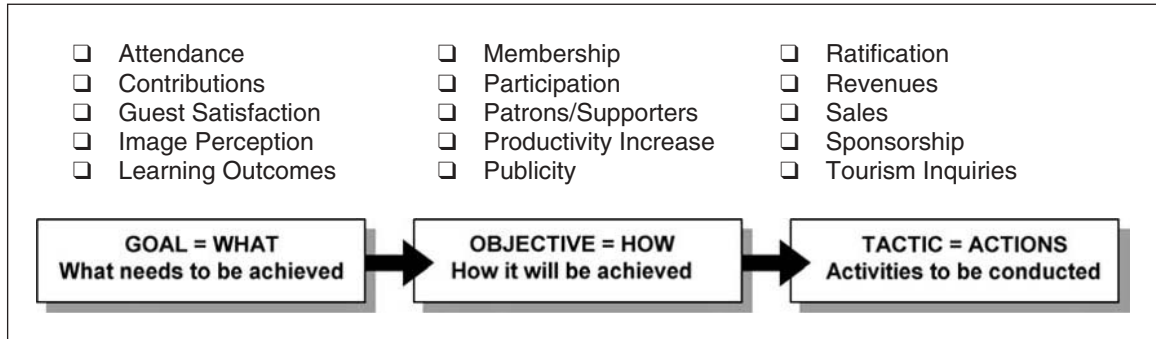 ❑ Attendance
❑ Contributions
❑ Guest Satisfaction
❑ Image Perception
❑ Learning Outcomes
❑ Membership
❑ Participation
❑ Patrons/Supporters
❑ Productivity Increase
❑ Publicity
❑ Ratification
❑ Revenues
❑ Sales
❑ Sponsorship
❑ Tourism Inquiries
GOAL = WHAT
What needs to be achieved
OBJECTIVE = HOW
How it will be achieved
TACTIC = ACTIONS
Activities to be conducted